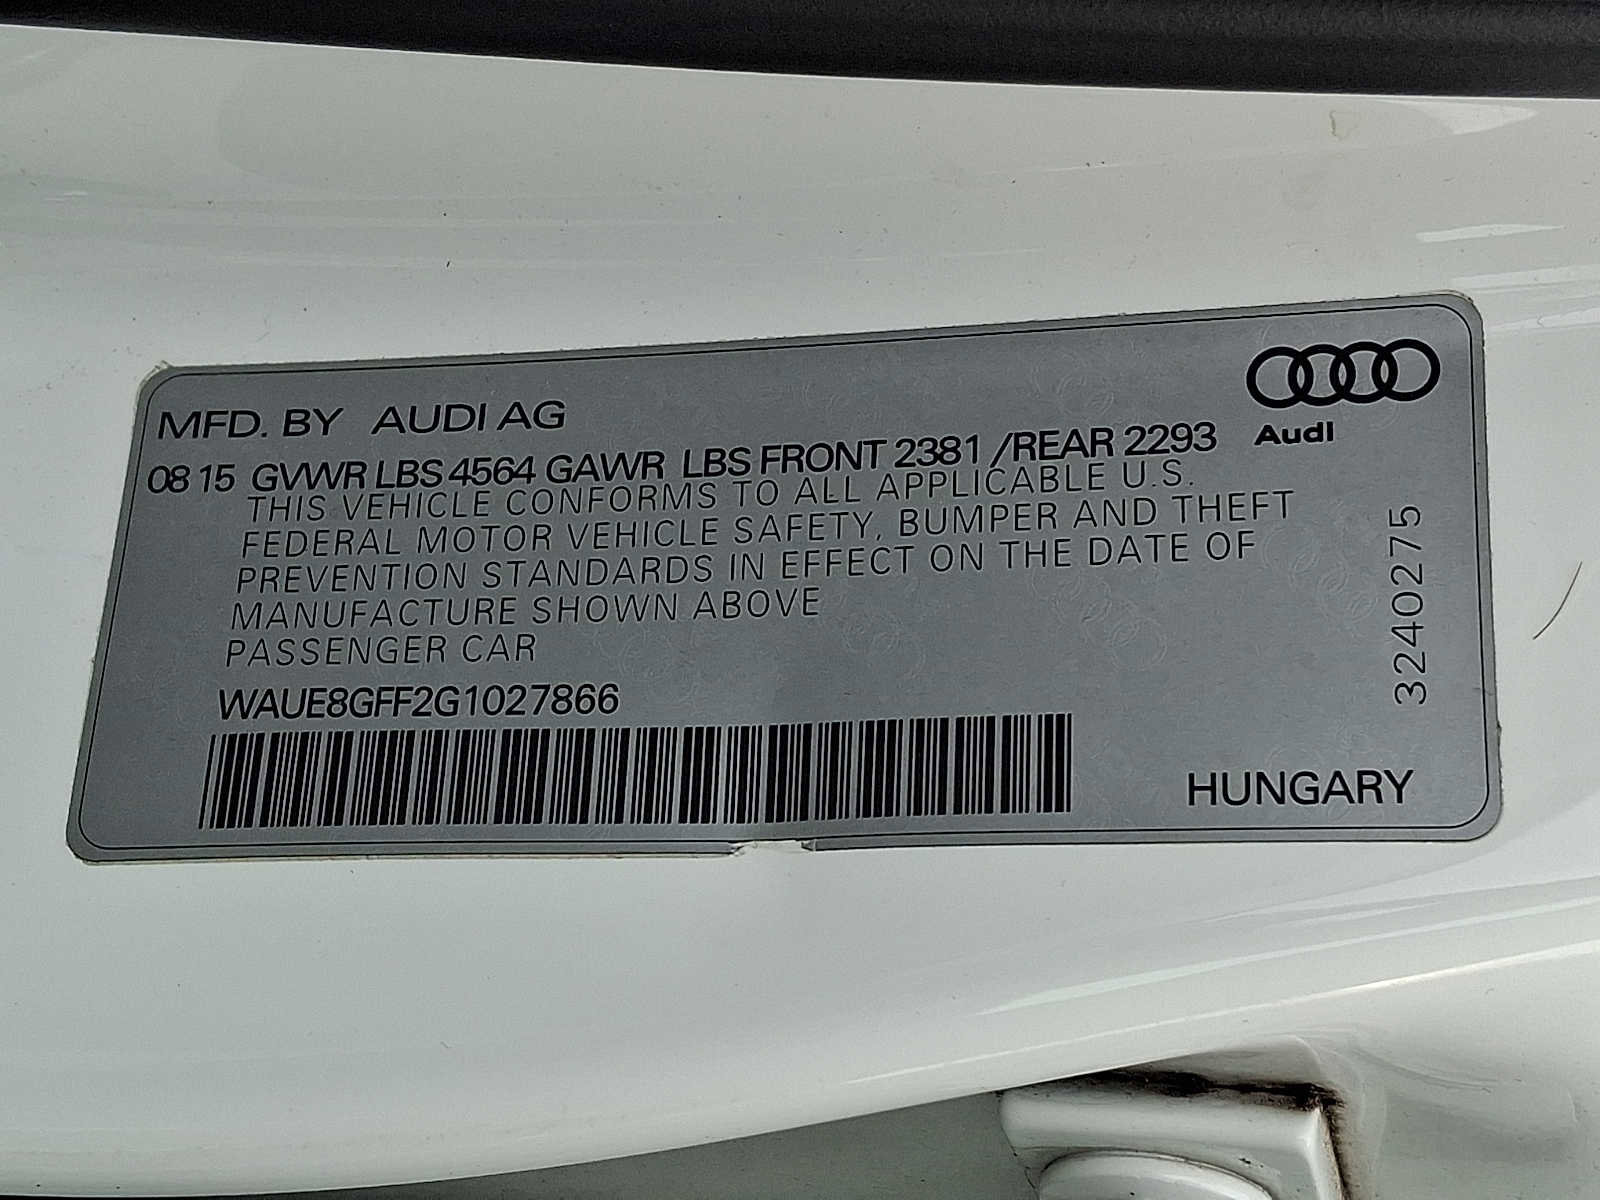 MFD. BY AUDI AG
Audi
08 15 GVWR LBS 4564 GAWR LBS FRONT 2381 /REAR 2293
THIS VEHICLE CONFORMS TO ALL APPLICABLE U.S.
FEDERAL MOTOR VEHICLE SAFETY, BUMPER AND THEFT
PREVENTION STANDARDS IN EFFECT ON THE DATE OF
MANUFACTURE SHOWN ABOVE
PASSENGER CAR
WAUE8GFF2G1027866
3240275
HUNGARY